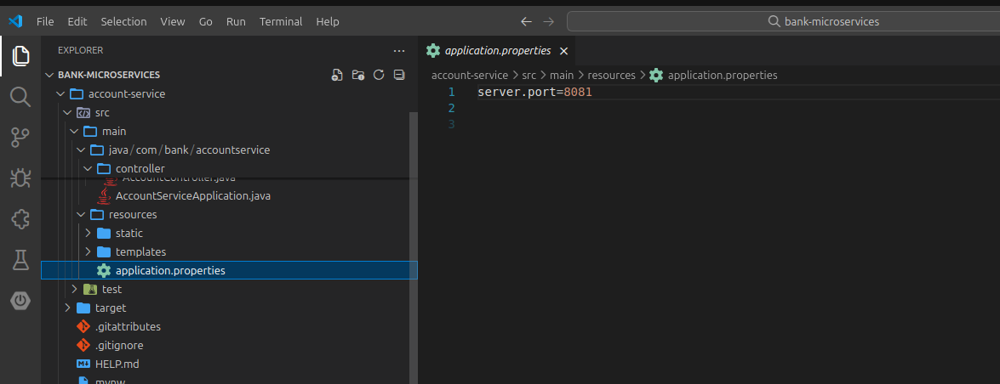 File Edit Selection View Go Run Terminal Help
bank-microservices
EXPLORER
BANK-MICROSERVICES
account-service
src
main
java/com/bank/accountservice
controller
AccountController.java
AccountServiceApplication.java
resources
static
templates
application.properties
test
target
.gitattributes
.gitignore
HELP.md
mvnw
application.properties
account-service > src > main > resources > application.properties
1 server.port=8081
2
3